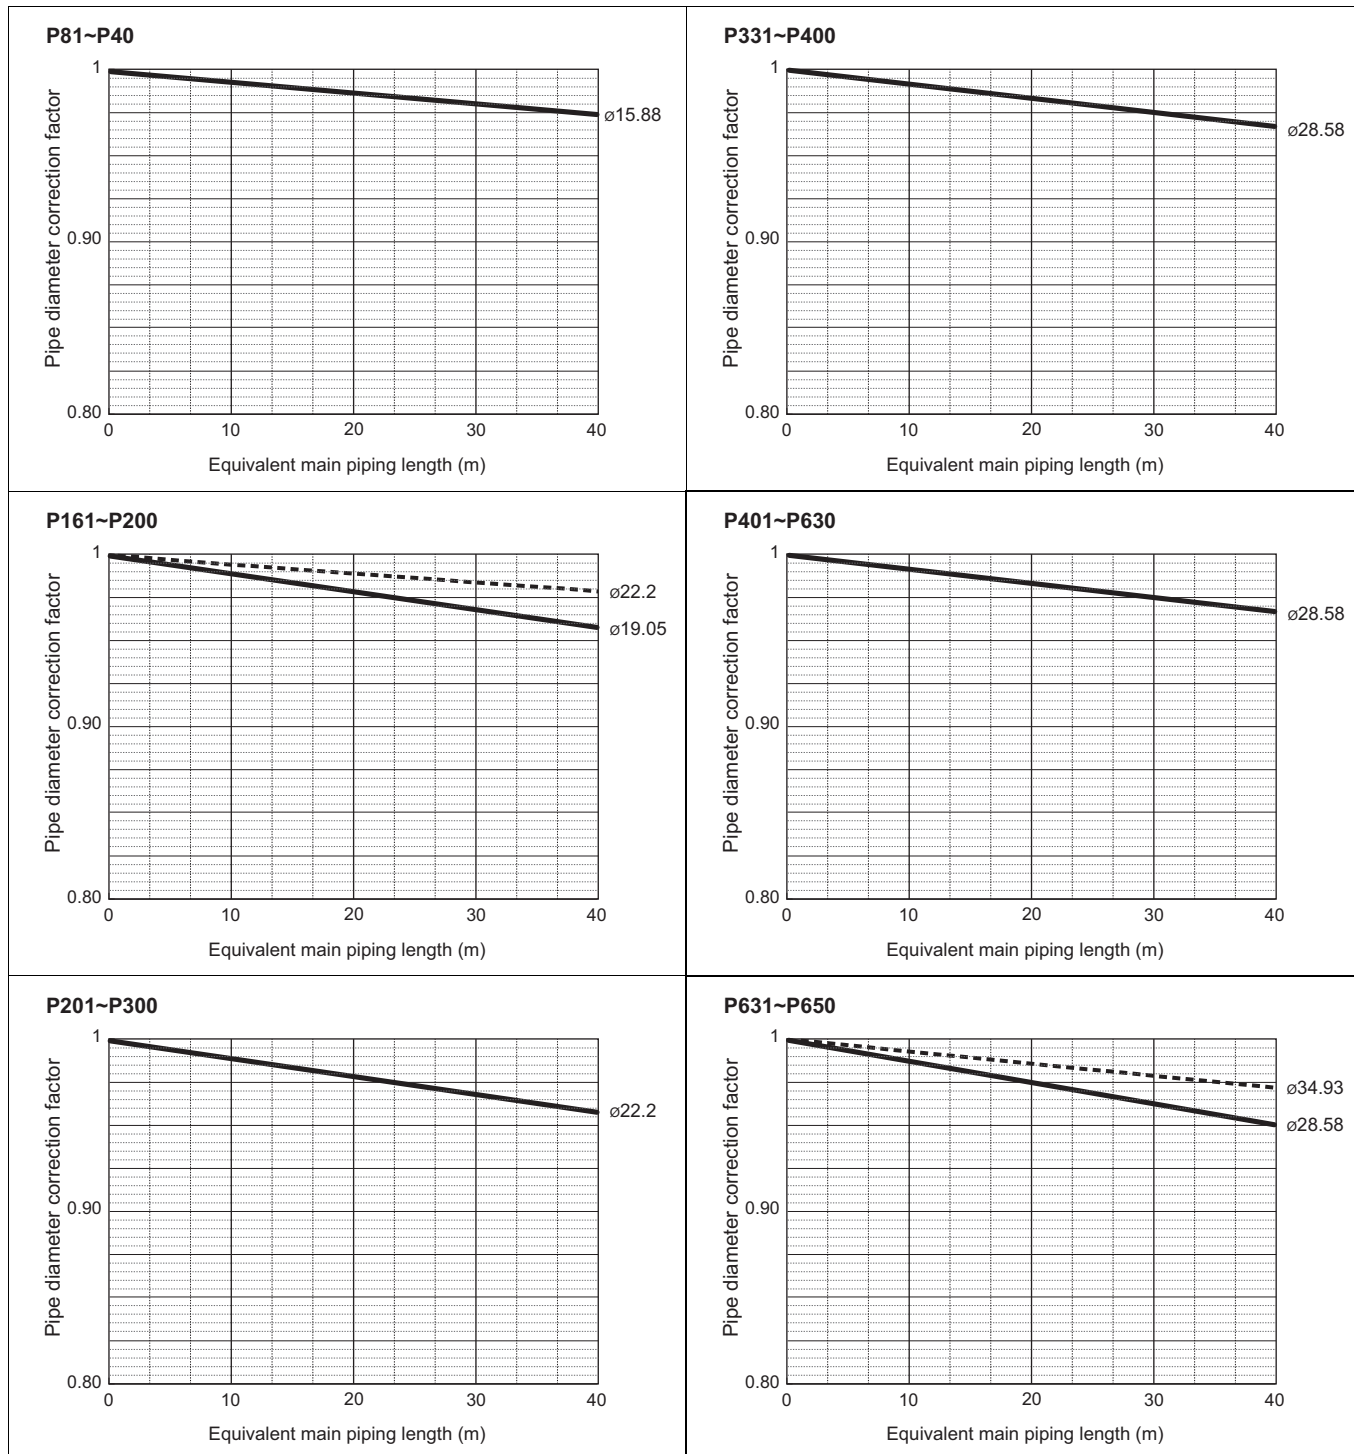 P81~P40
Pipe diameter correction factor
1
0.90
0.80
0 10 20 30 40
ø15.88
Equivalent main piping length (m)
P331~P400
Pipe diameter correction factor
1
0.90
0.80
0 10 20 30 40
ø28.58
Equivalent main piping length (m)
P161~P200
Pipe diameter correction factor
1
0.90
0.80
0 10 20 30 40
ø22.2
ø19.05
Equivalent main piping length (m)
P401~P630
Pipe diameter correction factor
1
0.90
0.80
0 10 20 30 40
ø28.58
Equivalent main piping length (m)
P201~P300
Pipe diameter correction factor
1
0.90
0.80
0 10 20 30 40
ø22.2
Equivalent main piping length (m)
P631~P650
Pipe diameter correction factor
1
0.90
0.80
0 10 20 30 40
ø34.93
ø28.58
Equivalent main piping length (m)